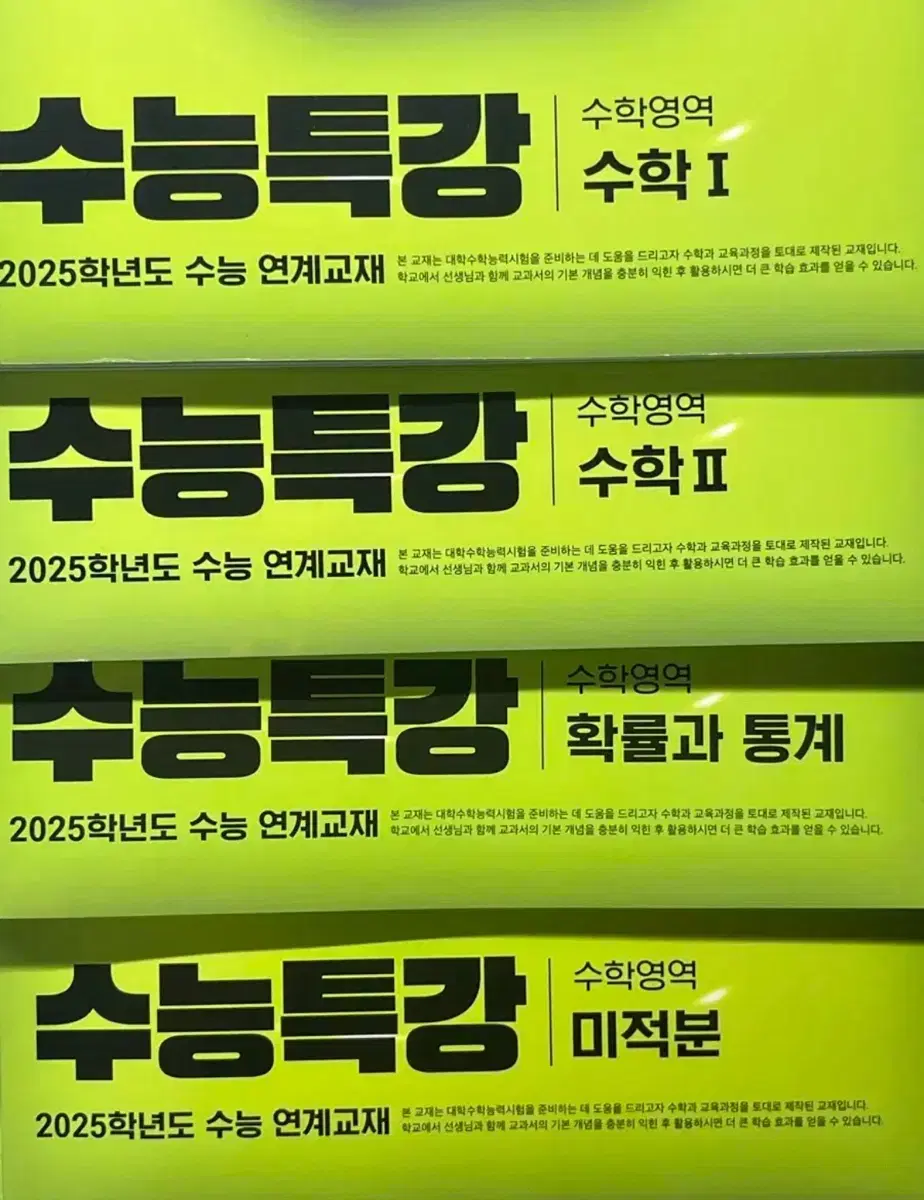 수능특강
수학영역
수학 Ⅰ
2025학년도 수능 연계교재
본 교재는 대학수학능력시험을 준비하는 데 도움을 드리고자 수학과 교육과정을 토대로 제작된 교재입니다.
학교에서 선생님과 함께 교과서의 기본 개념을 충분히 익힌 후 활용하시면 더 큰 학습 효과를 얻을 수 있습니다.
수능특강
수학영역
수학Ⅱ
2025학년도 수능 연계교재
본 교재는 대학수학능력시험을 준비하는 데 도움을 드리고자 수학과 교육과정을 토대로 제작된 교재입니다.
학교에서 선생님과 함께 교과서의 기본 개념을 충분히 익힌 후 활용하시면 더 큰 학습 효과를 얻을 수 있습니다.
수능특강
수학영역
확률과 통계
2025학년도 수능 연계교재
본 교재는 대학수학능력시험을 준비하는 데 도움을 드리고자 수학과 교육과정을 토대로 제작된 교재입니다.
학교에서 선생님과 함께 교과서의 기본 개념을 충분히 익힌 후 활용하시면 더 큰 학습 효과를 얻을 수 있습니다.
수능특강
수학영역
미적분
2025학년도 수능 연계교재
본 교재는 대학수학능력시험을 준비하는 데 도움을 드리고자 수학과 교육과정을 토대로 제작된 교재입니다.
학교에서 선생님과 함께 교과서의 기본 개념을 충분히 익힌 후 활용하시면 더 큰 학습 효과를 얻을 수 있습니다.